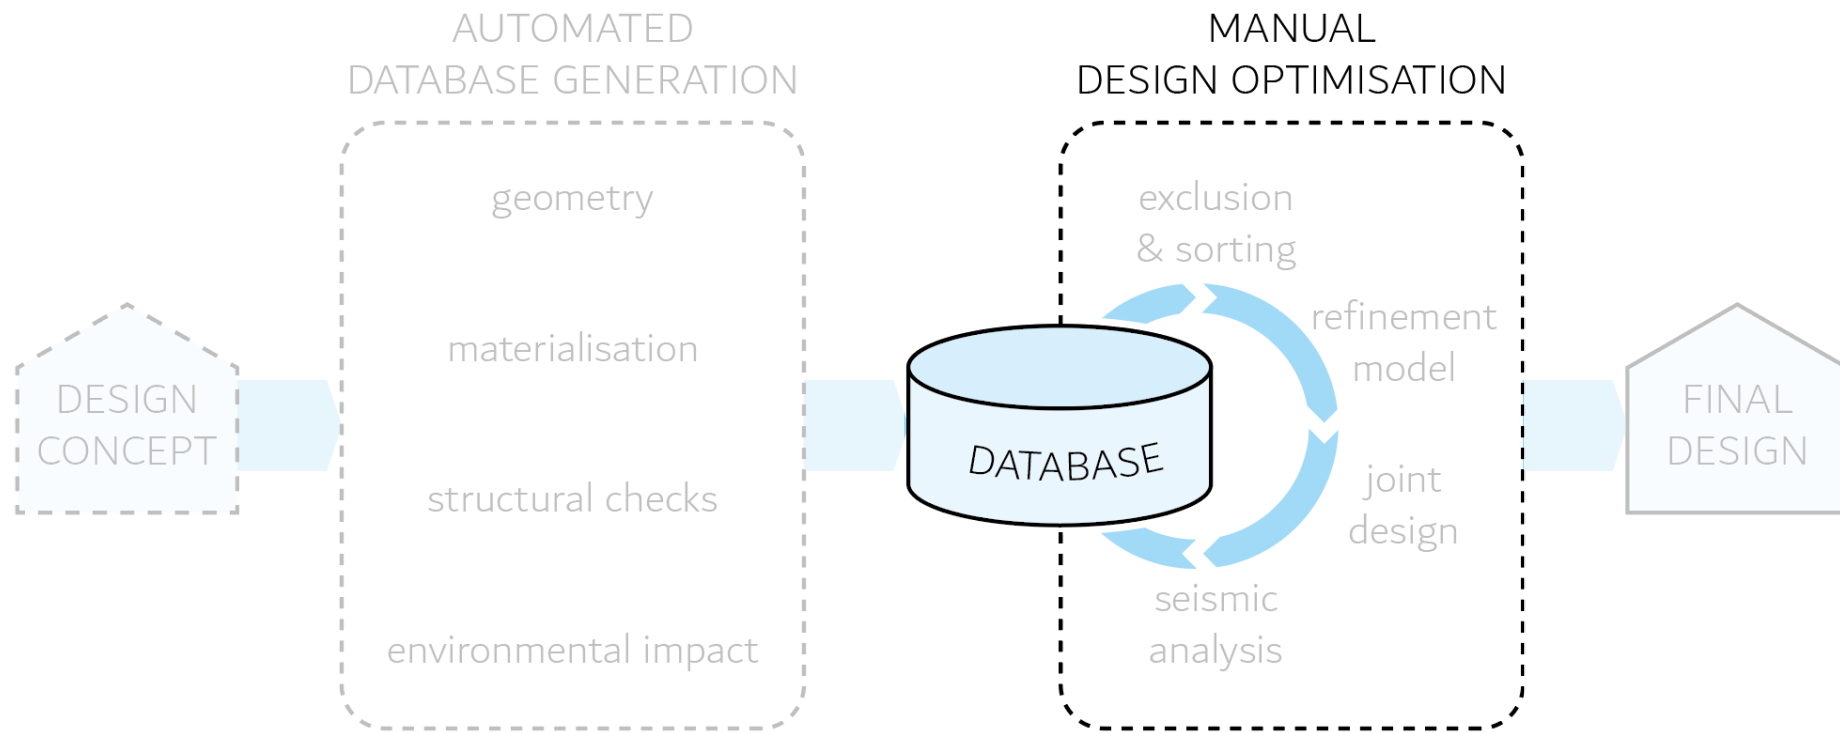 AUTOMATED
DATABASE GENERATION
MANUAL
DESIGN OPTIMISATION
DESIGN
CONCEPT
geometry
materialisation
structural checks
environmental impact
DATABASE
exclusion
& sorting
refinement
model
joint
design
seismic
analysis
FINAL
DESIGN